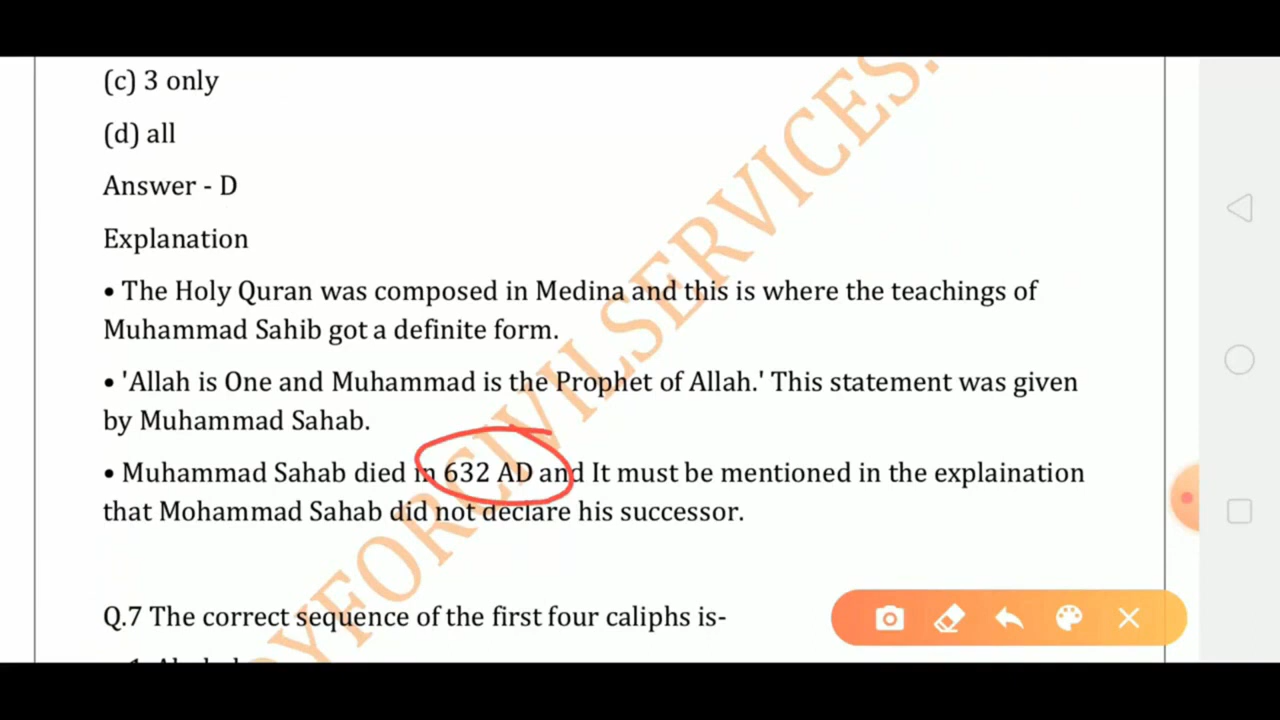 (c) 3 only
(d) all
Answer - D
Explanation
• The Holy Quran was composed in Medina and this is where the teachings of
Muhammad Sahib got a definite form.
• 'Allah is One and Muhammad is the Prophet of Allah.' This statement was given
by Muhammad Sahab.
• Muhammad Sahab died in 632 AD and It must be mentioned in the explaination
that Mohammad Sahab did not declare his successor.
Q.7 The correct sequence of the first four caliphs is-
YFORCIVILSERVICES.